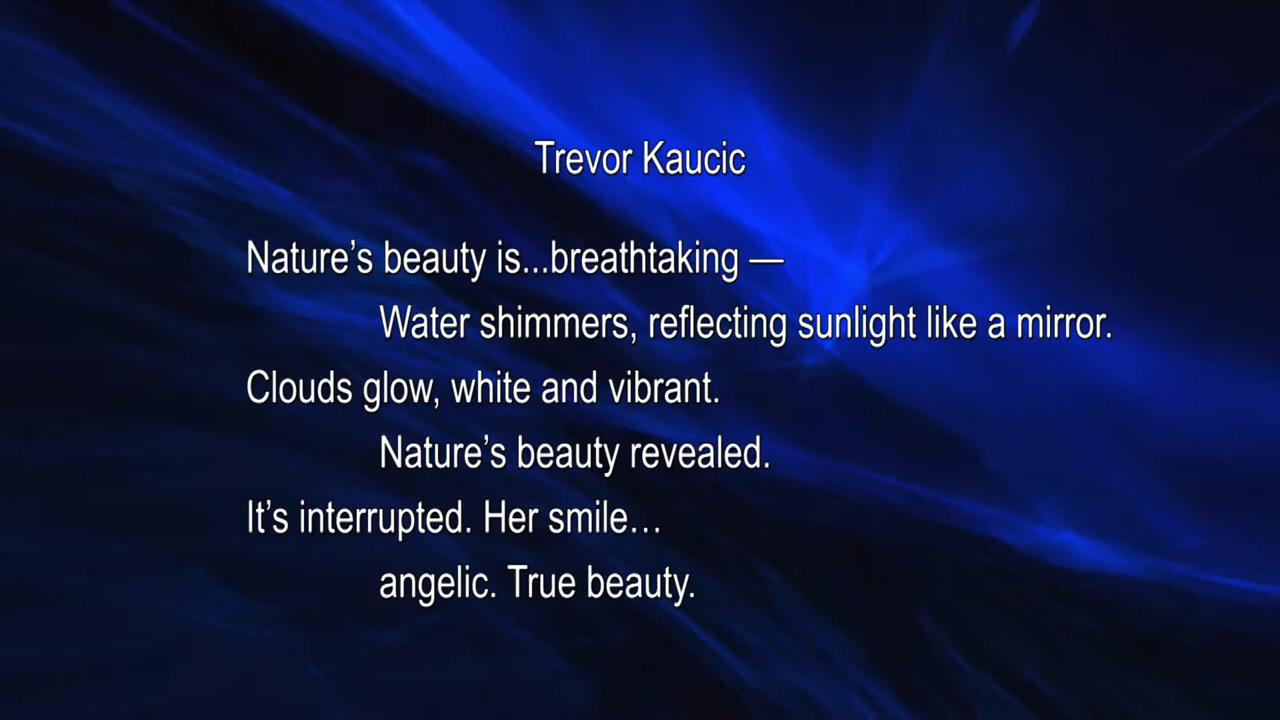 Trevor Kaucic
Nature’s beauty is...breathtaking —
Water shimmers, reflecting sunlight like a mirror.
Clouds glow, white and vibrant.
Nature’s beauty revealed.
It’s interrupted. Her smile…
angelic. True beauty.